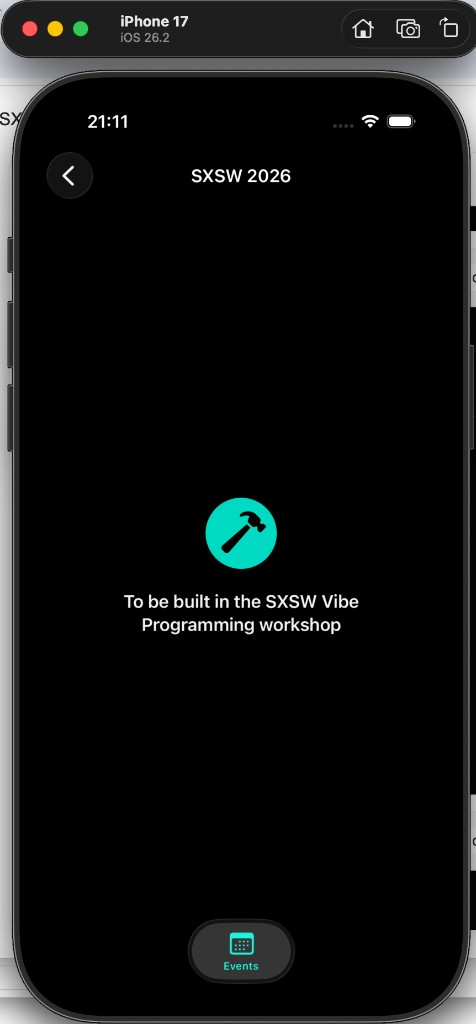 iPhone 17
iOS 26.2
SX
21:11
SXSW 2026
To be built in the SXSW Vibe
Programming workshop
Events